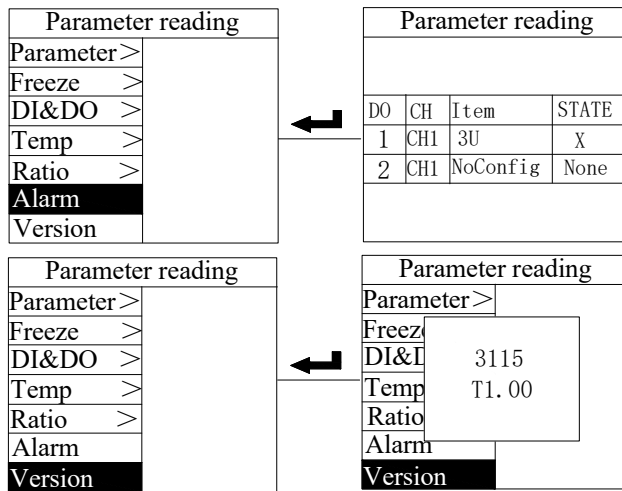 Parameter reading
Parameter >
Freeze >
DI&DO >
Temp >
Ratio >
Alarm
Version
Parameter reading
DO CH Item STATE
1 CH1 3U X
2 CH1 NoConfig None
Parameter reading
Parameter >
Freeze >
DI&DO >
Temp >
Ratio >
Alarm
Version
Parameter reading
Parameter >
Freez
DI&D
Temp
Ratio
Alarm
Version
3115
T1.00